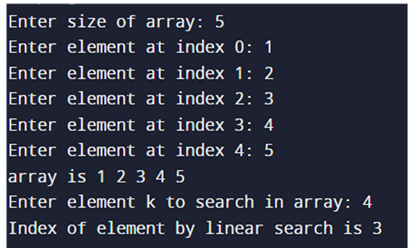 Enter size of array: 5
Enter element at index 0: 1
Enter element at index 1: 2
Enter element at index 2: 3
Enter element at index 3: 4
Enter element at index 4: 5
array is 1 2 3 4 5
Enter element k to search in array: 4
Index of element by linear search is 3